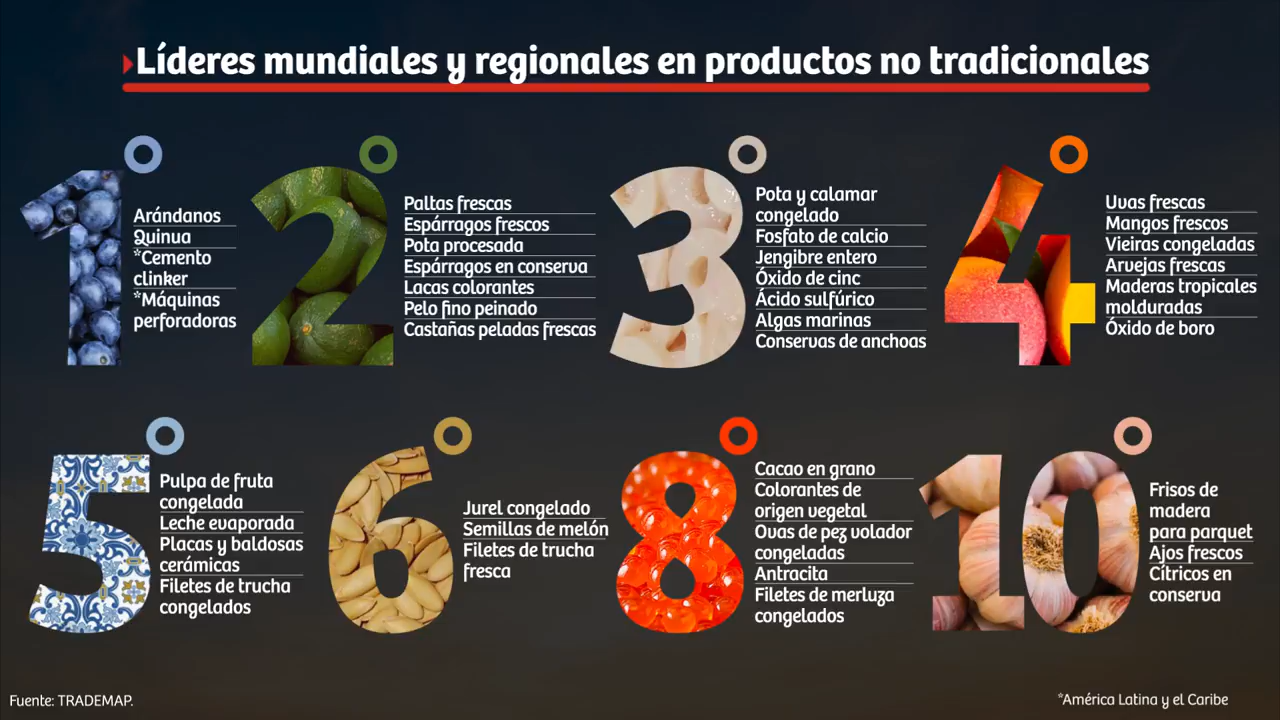 Líderes mundiales y regionales en productos no tradicionales
1°
Arándanos
Quinua
*Cemento
clinker
*Máquinas
perforadoras
2°
Paltas frescas
Espárragos frescos
Pota procesada
Espárragos en conserva
Lacas colorantes
Pelo fino peinado
Castañas peladas frescas
3°
Pota y calamar
congelado
Fosfato de calcio
Jengibre entero
Óxido de cinc
Ácido sulfúrico
Algas marinas
Conservas de anchoas
4°
Uvas frescas
Mangos frescos
Vieiras congeladas
Arvejas frescas
Maderas tropicales
molduradas
Óxido de boro
5°
Pulpa de fruta
congelada
Leche evaporada
Placas y baldosas
cerámicas
Filetes de trucha
congelados
6°
Jurel congelado
Semillas de melón
Filetes de trucha
fresca
8°
Cacao en grano
Colorantes de
origen vegetal
Ovas de pez volador
congeladas
Antracita
Filetes de merluza
congelados
10°
Frisos de
madera
para parquet
Ajos frescos
Cítricos en
conserva
Fuente: TRADEMAP.
*América Latina y el Caribe